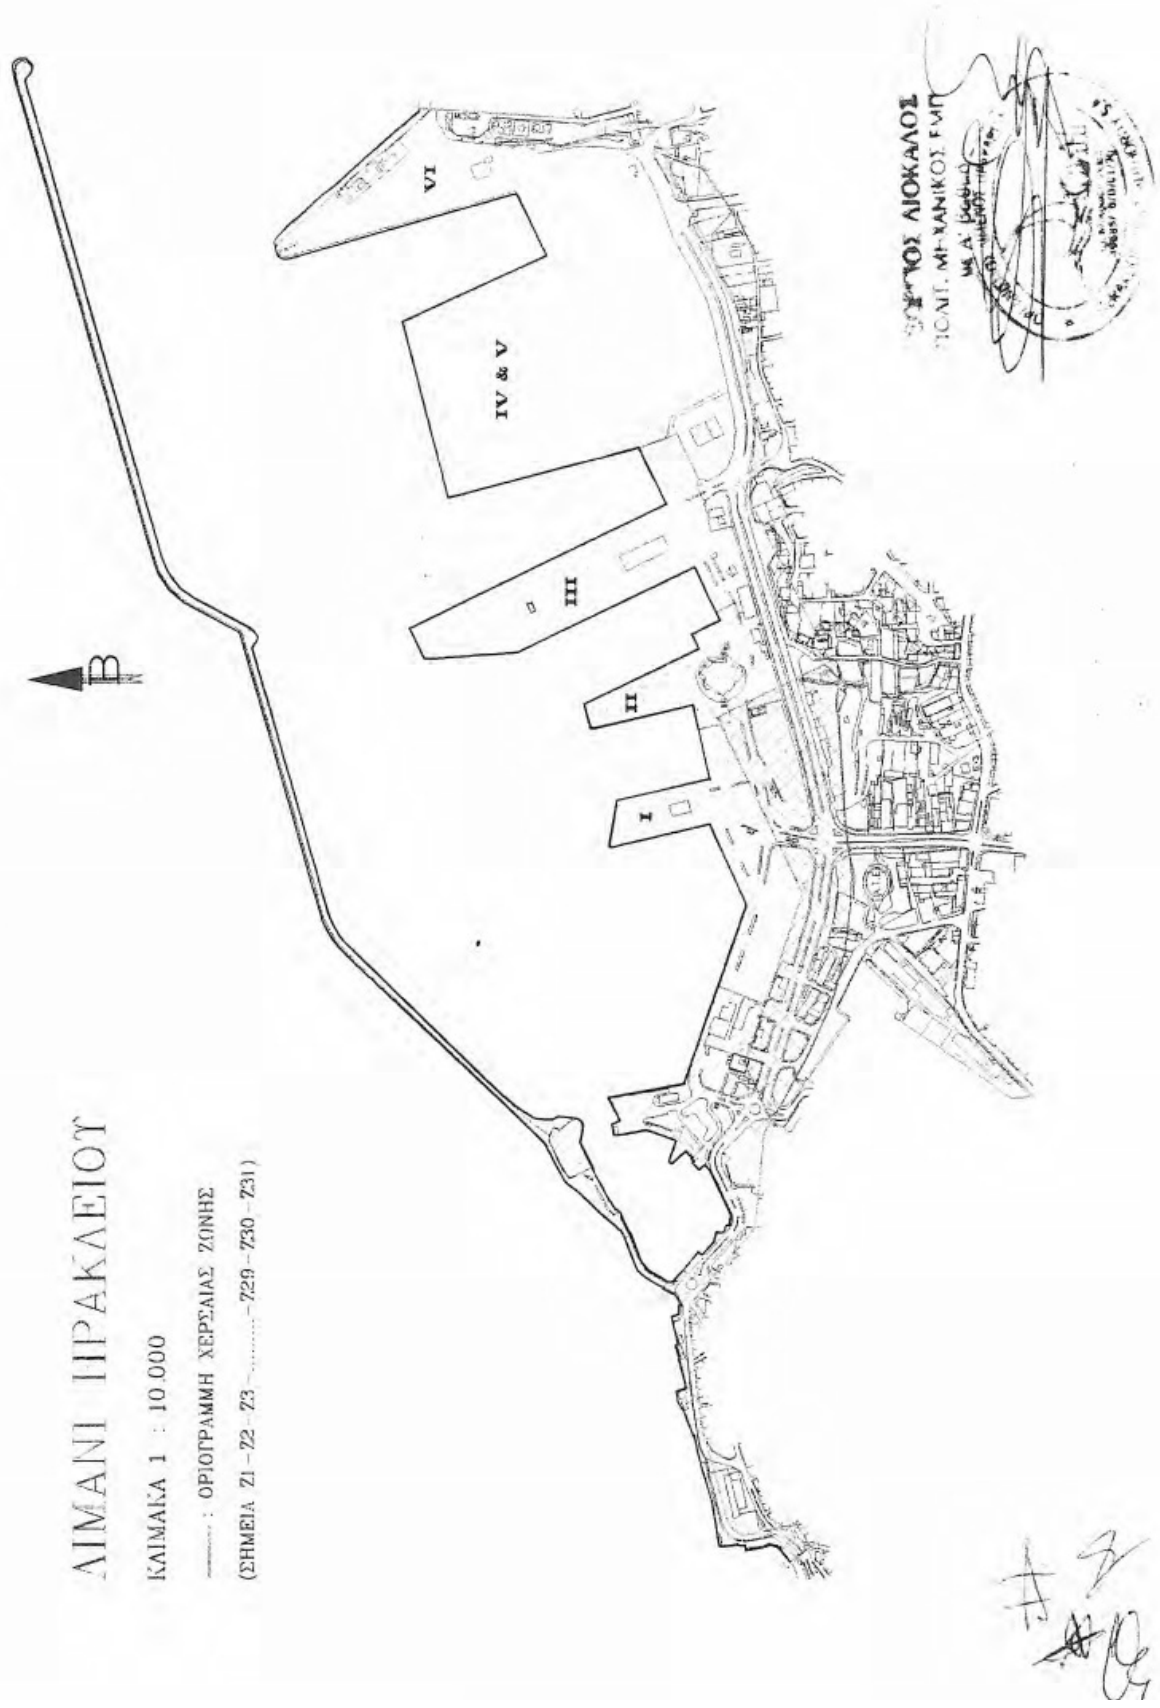 ΛΙΜΑΝΙ ΗΡΑΚΛΕΙΟΥ
ΚΛΙΜΑΚΑ 1 : 10.000
——— : ΟΡΙΟΓΡΑΜΜΗ ΧΕΡΣΑΙΑΣ ΖΩΝΗΣ
(ΣΗΜΕΙΑ Ζ1-Ζ2-Ζ3-.........-Ζ29-Ζ30-Ζ31)
Β
I
II
III
IV & V
VI
ΛΙΟΚΑΛΟΣ
ΠΟΛΙΤ. ΜΗΧΑΝΙΚΟΣ ΕΜΠ